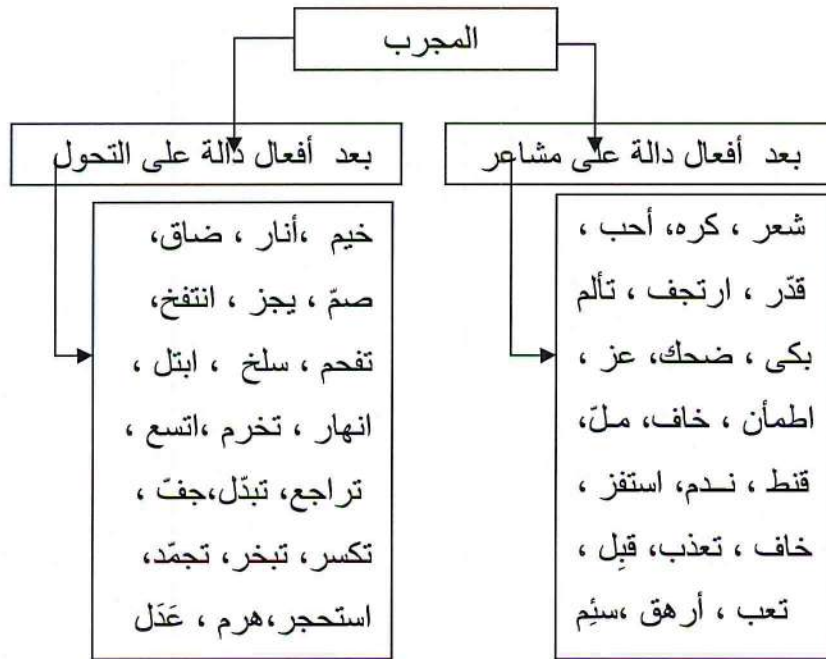 المجرب
بعد أفعال دالة على مشاعر
شعر ، كره، أحب ،
قدّر ، ارتجف ، تألم
بكى ، ضحك، عز ،
اطمأن ، خاف، ملّ،
قنط ، ندم، استفز ،
خاف ، تعذب، قبِل ،
تعب ، أرهق ،سئِم
بعد أفعال دالة على التحول
خيم ،أنار ، ضاق،
صمّ ، يجز ، انتفخ،
تفحم ، سلخ ، ابتل ،
انهار ، تخرم ،اتسع ،
تراجع، تبدّل،جفّ ،
تكسر، تبخر، تجمّد،
استحجر،هرم ، عَدَل